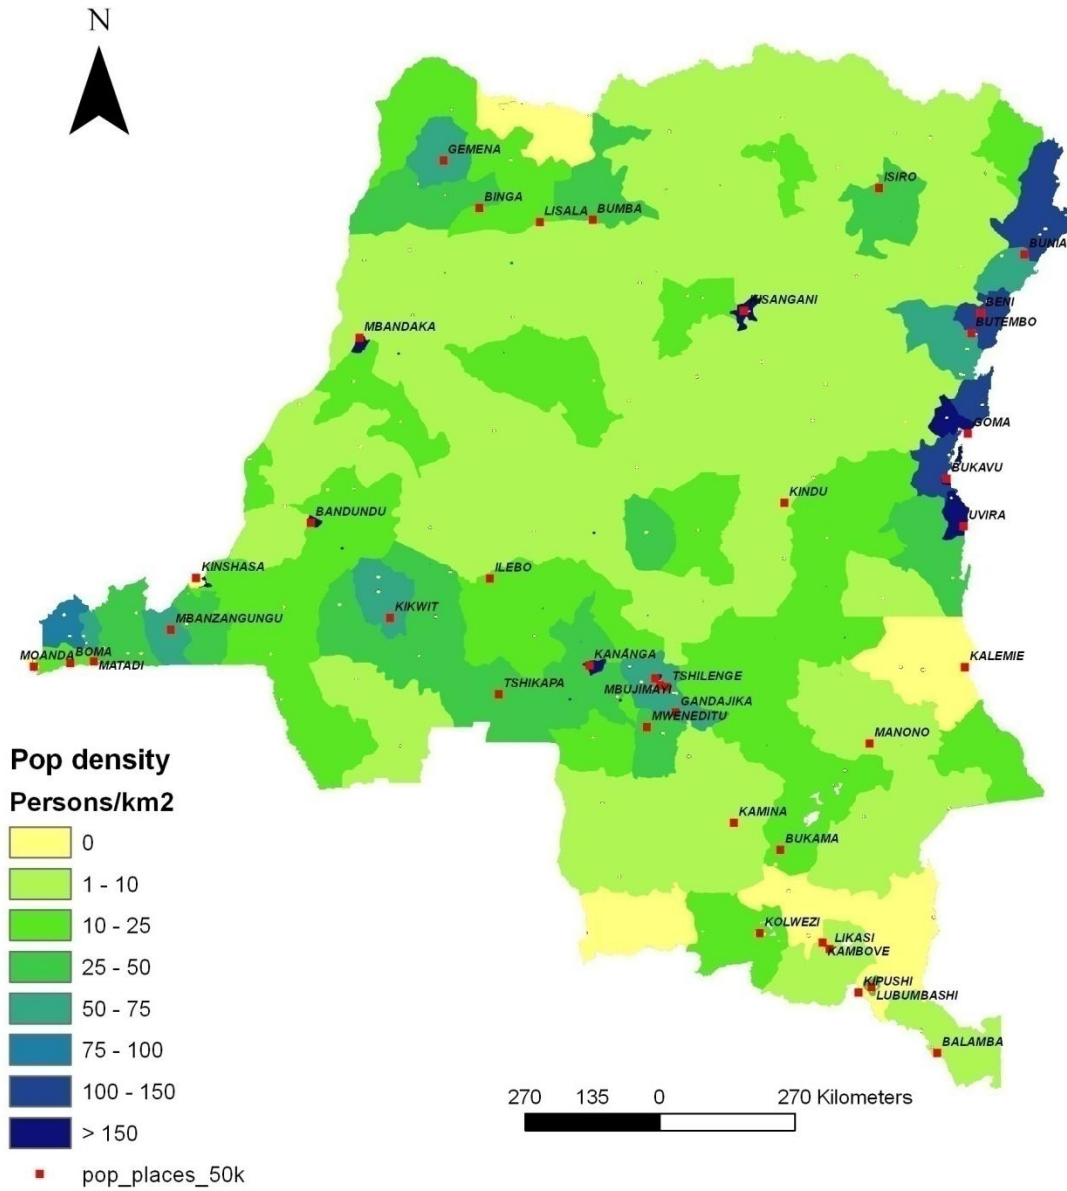 N
GEMENA
ISIRO
BINGA
LISALA
BUMBA
BUNIA
KISANGANI
BENI
BUTEMBO
MBANDAKA
GOMA
BUKAVU
KINDU
BANDUNDU
UVIRA
KINSHASA
ILEBO
KIKWIT
MBANZANGUNGU
MOANDA
BOMA
MATADI
KANANGA
KALEMIE
TSHILENGE
TSHIKAPA
MBUJIMAYI
GANDAJIKA
MWENEDITU
MANONO
KAMINA
BUKAMA
KOLWEZI
LIKASI
KAMBOVE
KIPUSHI
LUBUMBASHI
BALAMBA
Pop density
Persons/km2
0
1 - 10
10 - 25
25 - 50
50 - 75
75 - 100
100 - 150
> 150
pop_places_50k
270 135 0 270 Kilometers